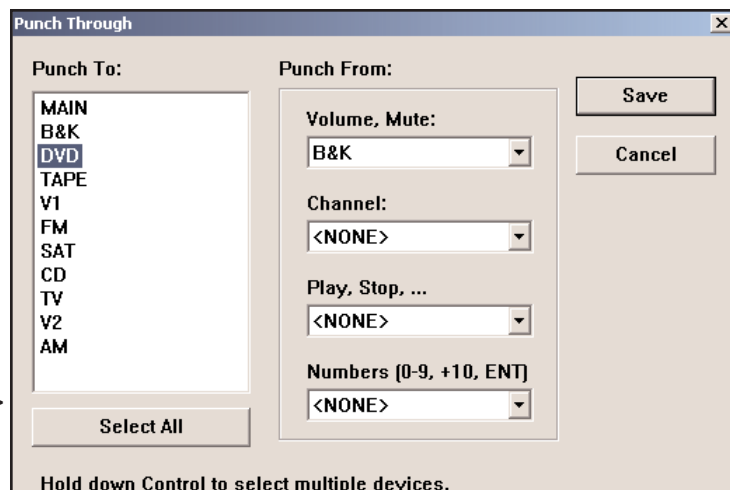 Punch Through
Punch To:
MAIN
B&K
DVD
TAPE
V1
FM
SAT
CD
TV
V2
AM
Select All
Punch From:
Volume, Mute:
B&K
Channel:
<NONE>
Play, Stop, ...
<NONE>
Numbers (0-9, +10, ENT)
<NONE>
Save
Cancel
Hold down Control to select multiple devices.